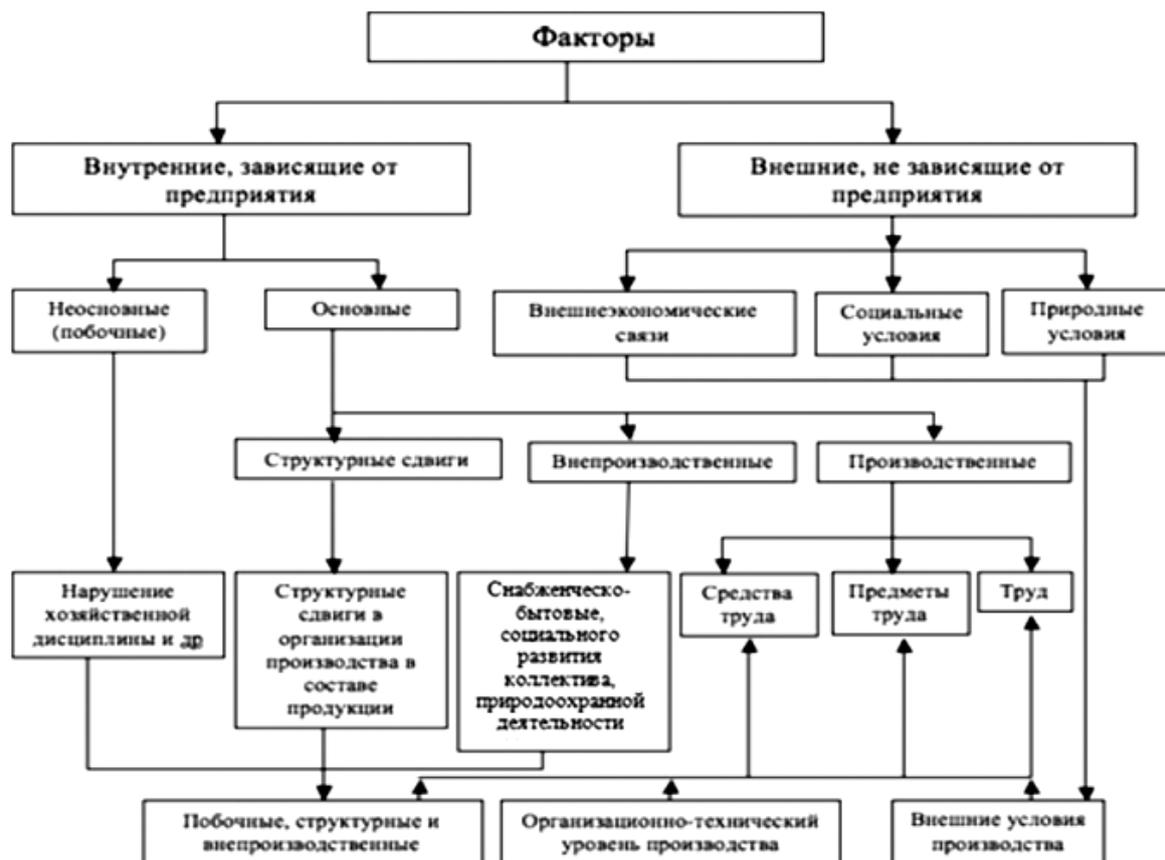 Факторы
Внутренние, зависящие от
предприятия
Внешние, не зависящие от
предприятия
Неосновные
(побочные)
Основные
Внешнеэкономические
связи
Социальные
условия
Природные
условия
Структурные сдвиги
Внепроизводственные
Производственные
Нарушение
хозяйственной
дисциплины и др
Структурные
сдвиги в
организации
производства в
составе
продукции
Снабженческо-
бытовые,
социального
развития
коллектива,
природоохранной
деятельности
Средства
труда
Предметы
труда
Труд
Побочные, структурные и
внепроизводственные
Организационно-технический
уровень производства
Внешние условия
производства